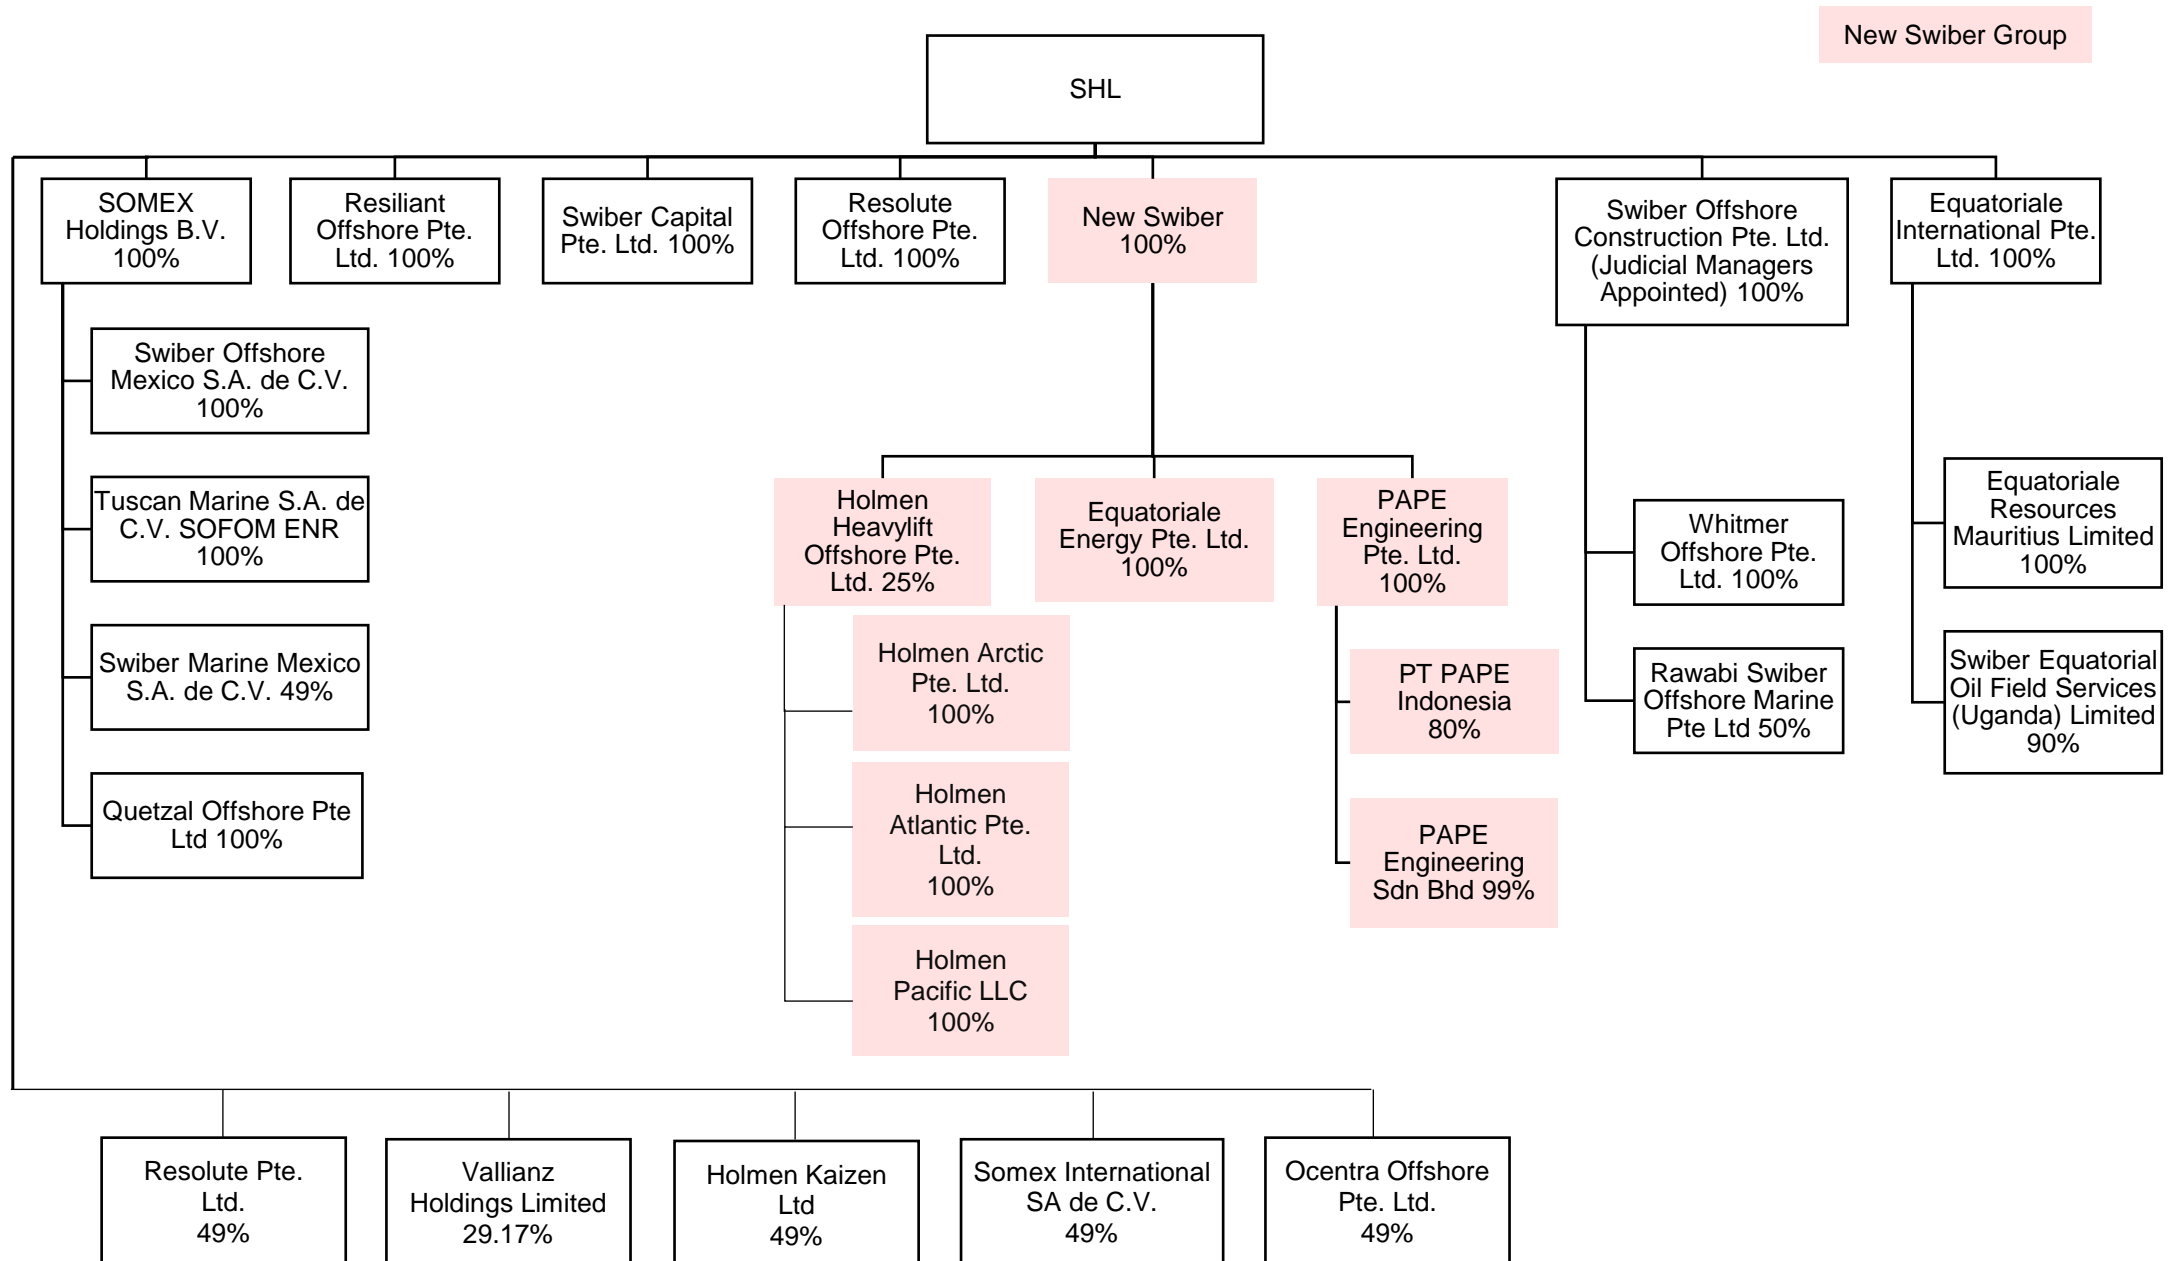 New Swiber Group
SHL
SOMEX
Holdings B.V.
100%
Resiliant
Offshore Pte.
Ltd. 100%
Swiber Capital
Pte. Ltd. 100%
Resolute
Offshore Pte.
Ltd. 100%
New Swiber
100%
Swiber Offshore
Construction Pte. Ltd.
(Judicial Managers
Appointed) 100%
Equatoriale
International Pte.
Ltd. 100%
Swiber Offshore
Mexico S.A. de C.V.
100%
Tuscan Marine S.A. de
C.V. SOFOM ENR
100%
Swiber Marine Mexico
S.A. de C.V. 49%
Quetzal Offshore Pte
Ltd 100%
Holmen
Heavylift
Offshore Pte.
Ltd. 25%
Equatoriale
Energy Pte. Ltd.
100%
PAPE
Engineering
Pte. Ltd.
100%
Holmen Arctic
Pte. Ltd.
100%
Holmen
Atlantic Pte.
Ltd.
100%
Holmen
Pacific LLC
100%
PT PAPE
Indonesia
80%
PAPE
Engineering
Sdn Bhd 99%
Whitmer
Offshore Pte.
Ltd. 100%
Rawabi Swiber
Offshore Marine
Pte Ltd 50%
Equatoriale
Resources
Mauritius Limited
100%
Swiber Equatorial
Oil Field Services
(Uganda) Limited
90%
Resolute Pte.
Ltd.
49%
Vallianz
Holdings Limited
29.17%
Holmen Kaizen
Ltd
49%
Somex International
SA de C.V.
49%
Ocentra Offshore
Pte. Ltd.
49%